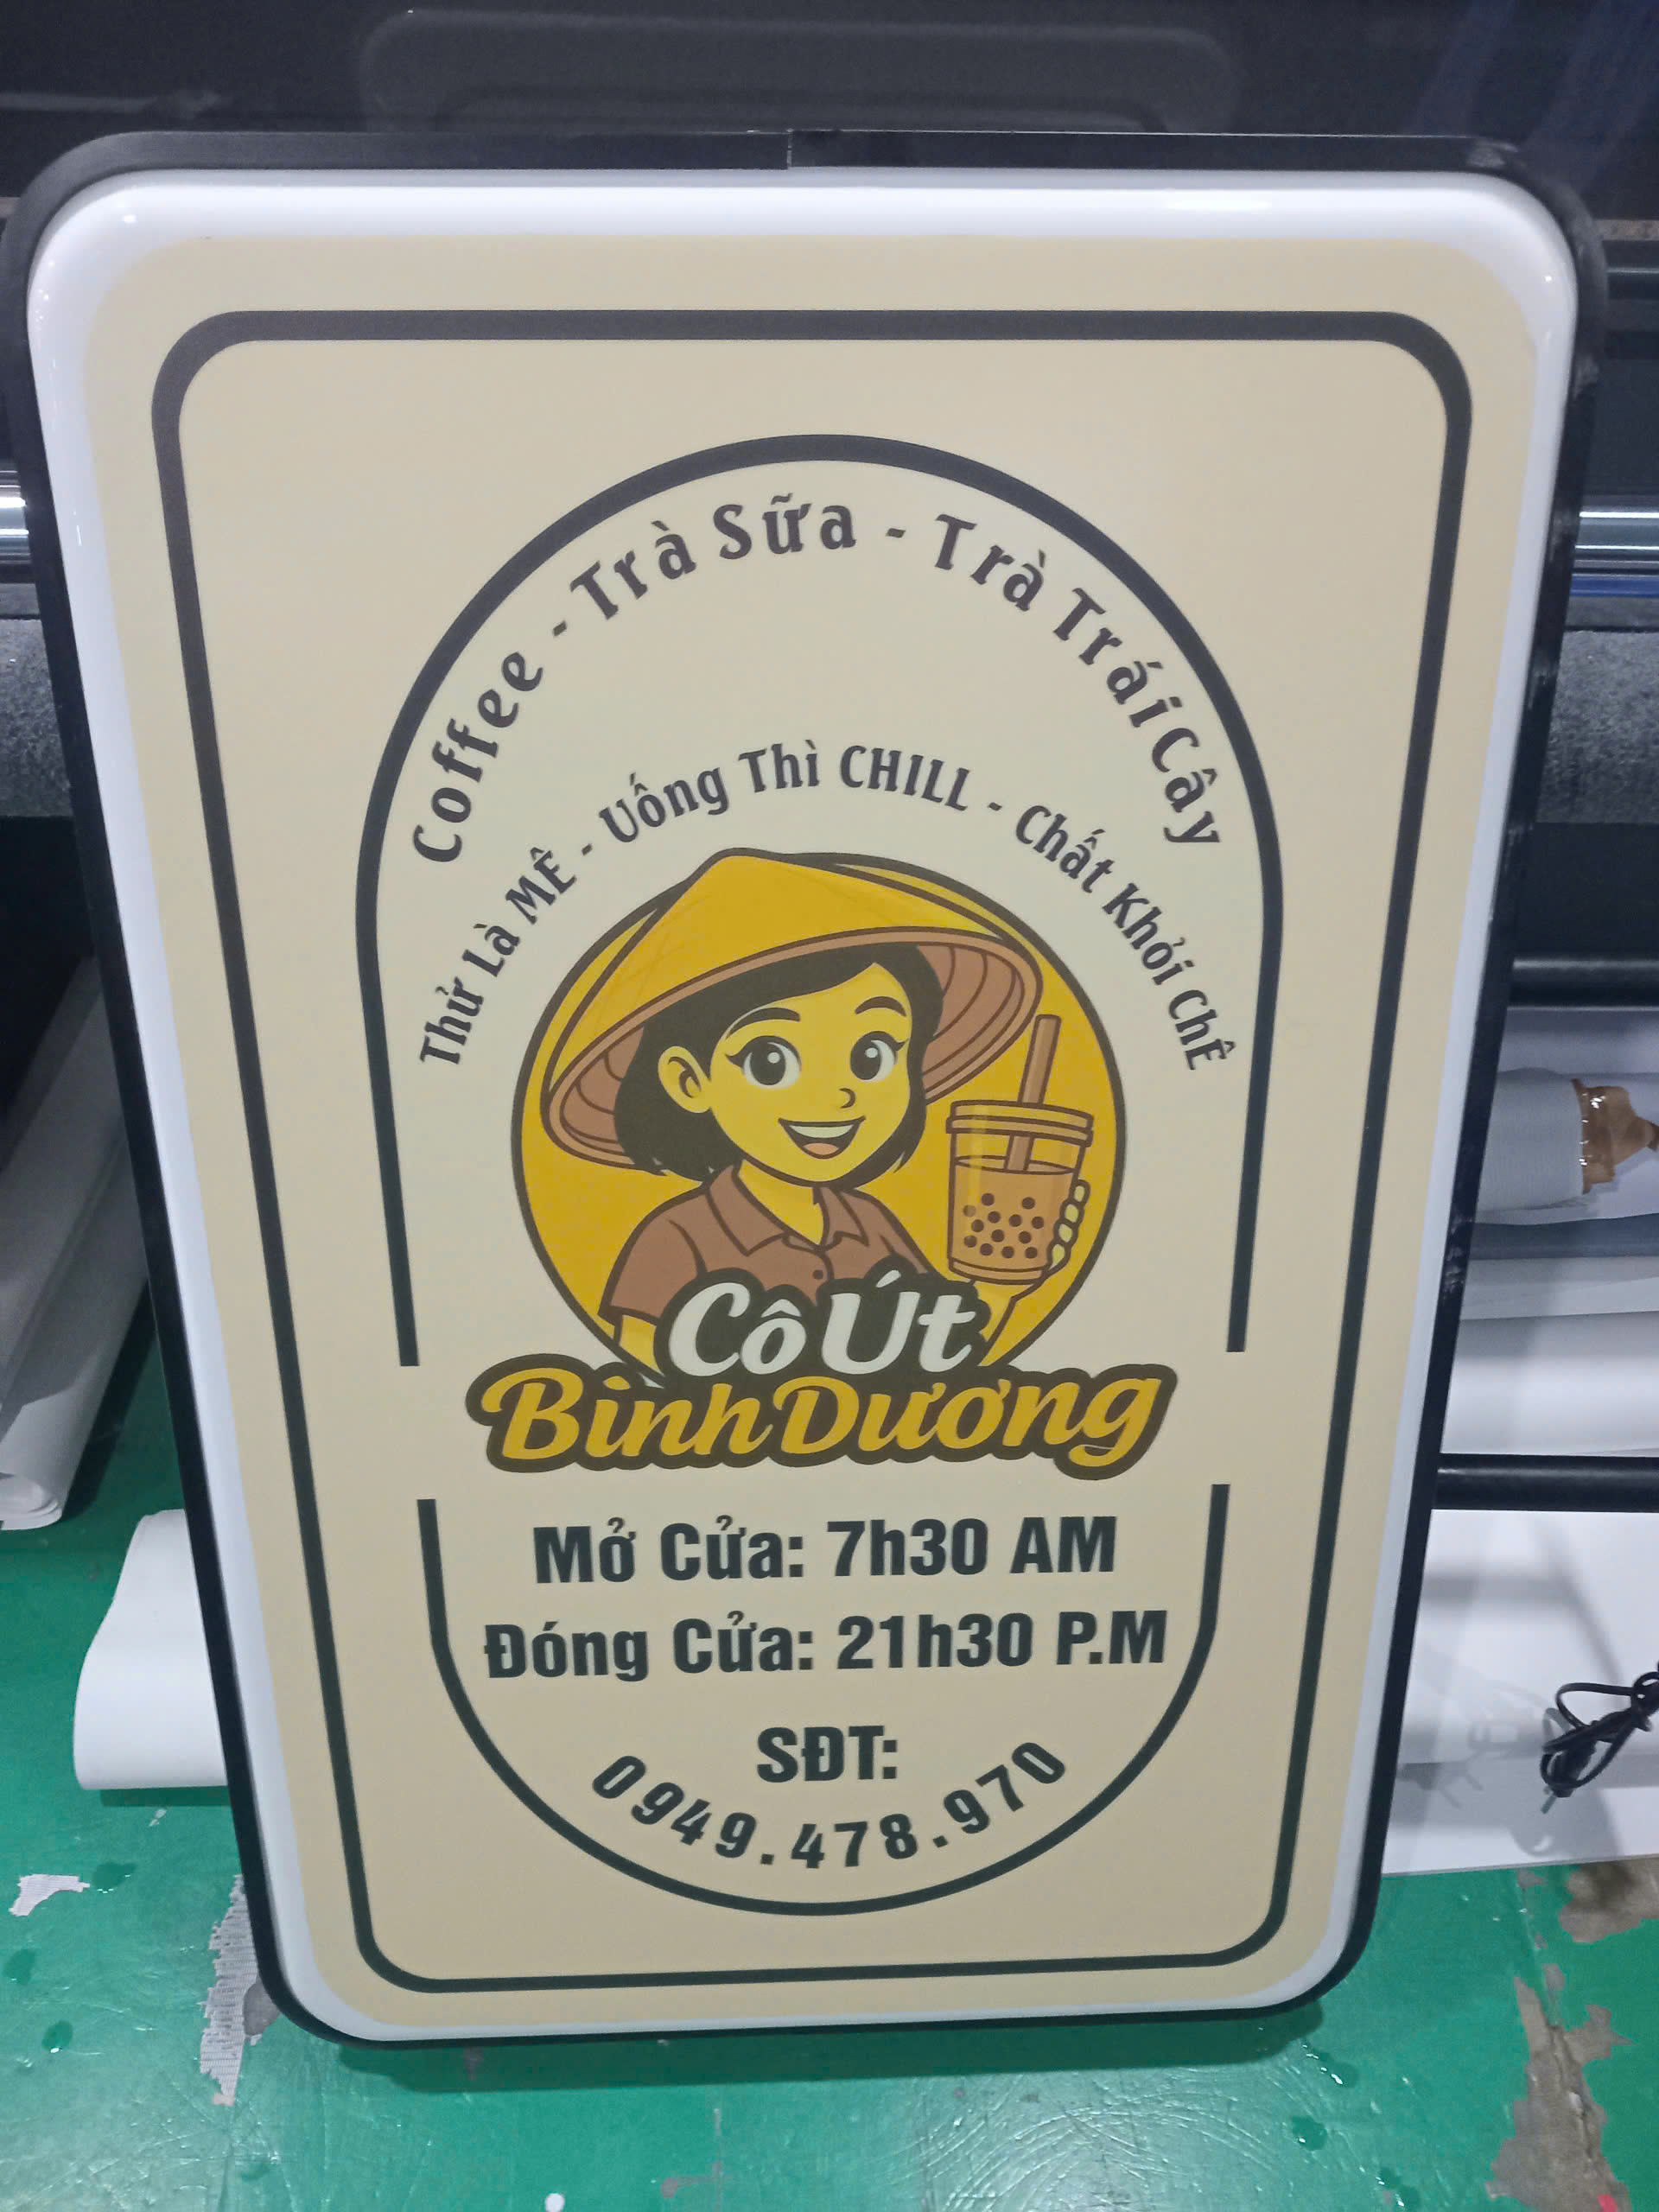 Coffee - Trà Sữa - Trà Trái Cây
Thử Là MÊ - Uống Thì CHILL - Chất Khỏi ChÊ
Cô Út
Bình Dương
Mở Cửa: 7h30 AM
Đóng Cửa: 21h30 P.M
SĐT:
0949.478.970